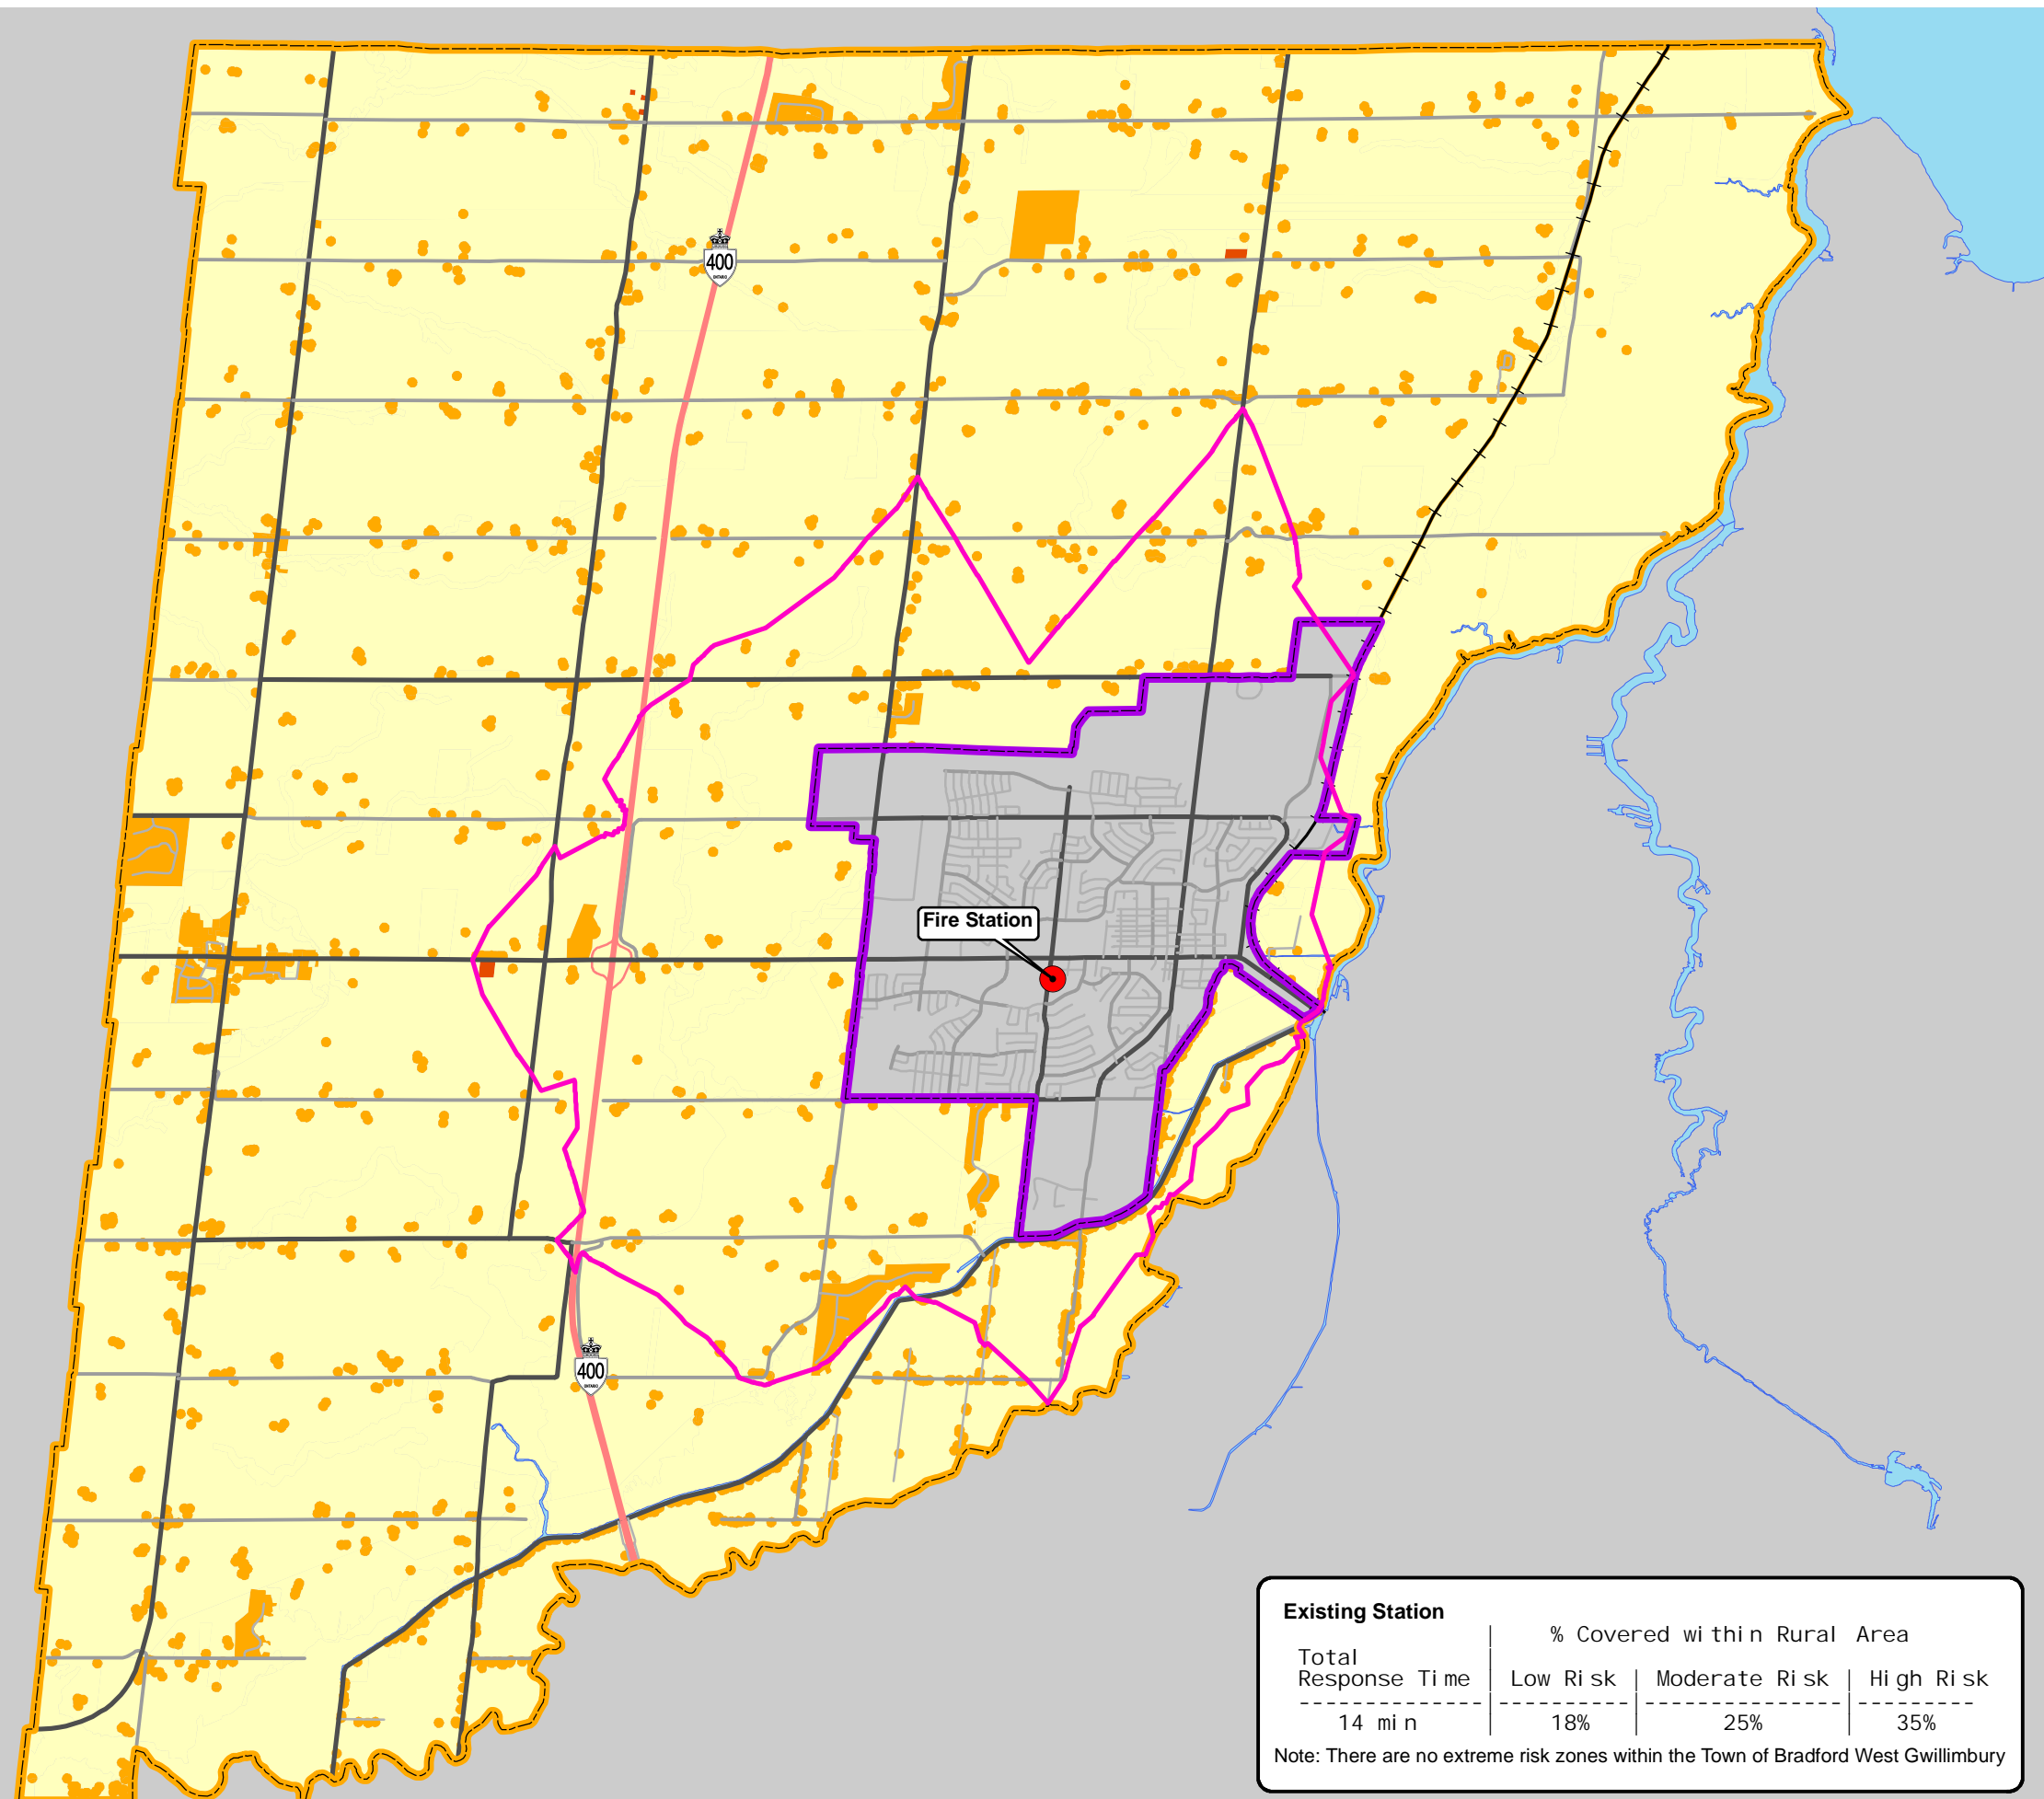 400
ONTARIO
Fire Station
400
ONTARIO
Existing Station
% Covered within Rural Area
Total
Response Time | Low Risk | Moderate Risk | High Risk
--------------|----------|---------------|---------
14 min | 18% | 25% | 35%
Note: There are no extreme risk zones within the Town of Bradford West Gwillimbury